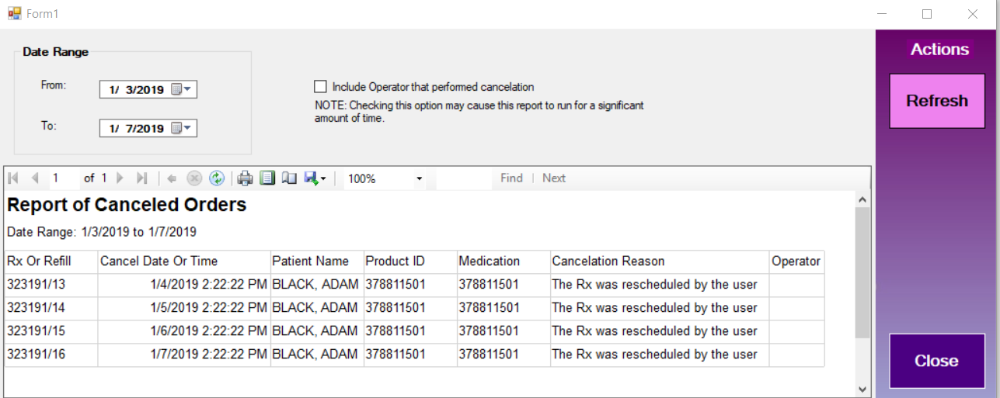 Form1
Date Range
From:
1/ 3/2019
To:
1/ 7/2019
Include Operator that performed cancelation
NOTE: Checking this option may cause this report to run for a significant
amount of time.
Actions
Refresh
1 of 1 100% Find | Next
Report of Canceled Orders
Date Range: 1/3/2019 to 1/7/2019
Rx Or Refill Cancel Date Or Time Patient Name Product ID Medication Cancelation Reason Operator
323191/13 1/4/2019 2:22:22 PM BLACK, ADAM 378811501 378811501 The Rx was rescheduled by the user
323191/14 1/5/2019 2:22:22 PM BLACK, ADAM 378811501 378811501 The Rx was rescheduled by the user
323191/15 1/6/2019 2:22:22 PM BLACK, ADAM 378811501 378811501 The Rx was rescheduled by the user
323191/16 1/7/2019 2:22:22 PM BLACK, ADAM 378811501 378811501 The Rx was rescheduled by the user
Close